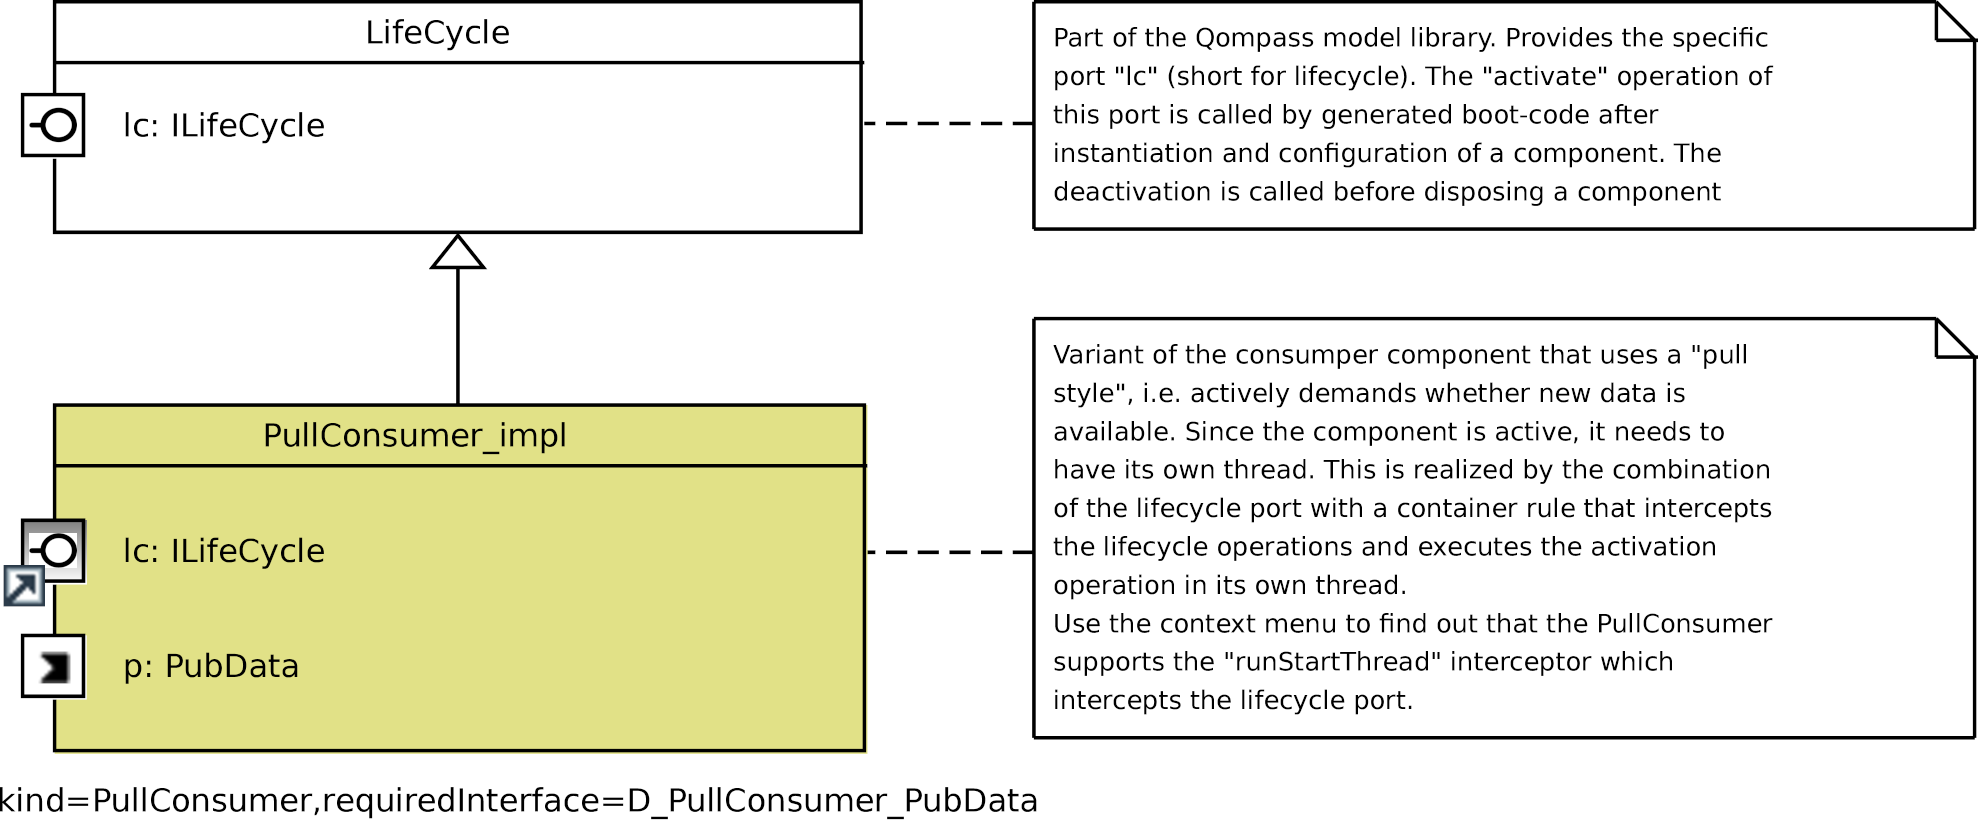 LifeCycle
lc: ILifeCycle
Part of the Qompass model library. Provides the specific
port "lc" (short for lifecycle). The "activate" operation of
this port is called by generated boot-code after
instantiation and configuration of a component. The
deactivation is called before disposing a component
PullConsumer_impl
lc: ILifeCycle
p: PubData
Variant of the consumper component that uses a "pull
style", i.e. actively demands whether new data is
available. Since the component is active, it needs to
have its own thread. This is realized by the combination
of the lifecycle port with a container rule that intercepts
the lifecycle operations and executes the activation
operation in its own thread.
Use the context menu to find out that the PullConsumer
supports the "runStartThread" interceptor which
intercepts the lifecycle port.
kind=PullConsumer,requiredInterface=D_PullConsumer_PubData